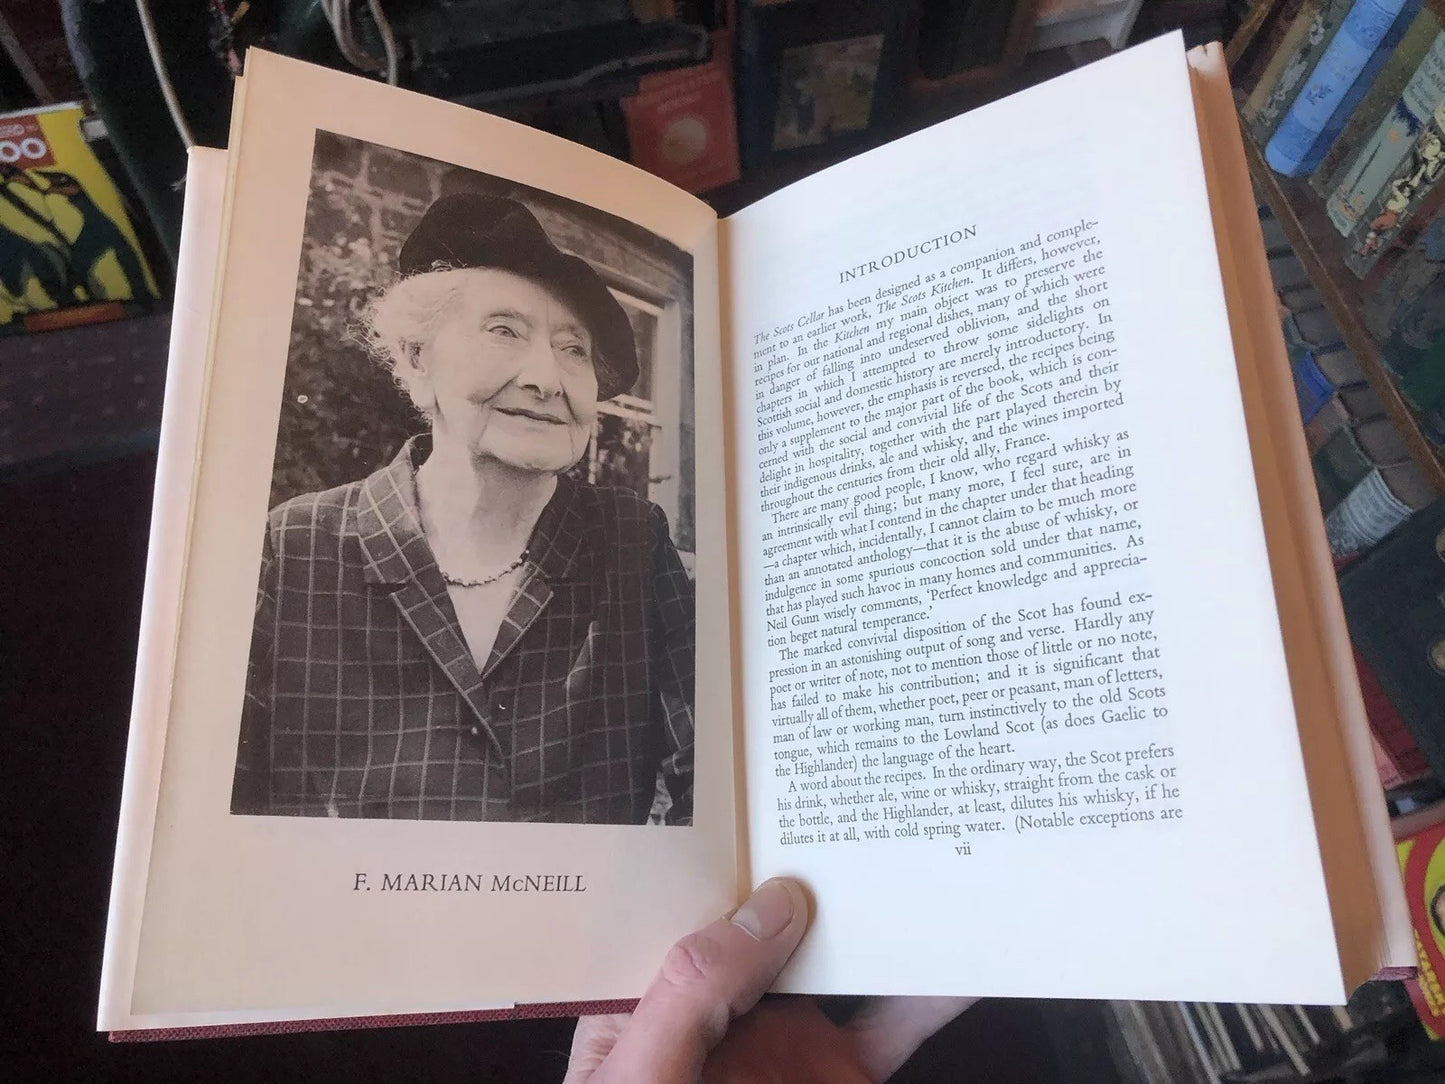 F. MARIAN McNEILL
INTRODUCTION
The Scots Cellar has been designed as a companion and comple-
ment to an earlier work, The Scots Kitchen. It differs, however,
in plan. In the Kitchen my main object was to preserve the
recipes for our national and regional dishes, many of which were
in danger of falling into undeserved oblivion, and the short
chapters in which I attempted to throw some sidelights on
Scottish social and domestic history are merely introductory. In
this volume, however, the emphasis is reversed, the recipes being
only a supplement to the major part of the book, which is con-
cerned with the social and convivial life of the Scots and their
delight in hospitality, together with the part played therein by
their indigenous drinks, ale and whisky, and the wines imported
throughout the centuries from their old ally, France.
There are many good people, I know, who regard whisky as
an intrinsically evil thing; but many more, I feel sure, are in
agreement with what I contend in the chapter under that heading
—a chapter which, incidentally, I cannot claim to be much more
than an annotated anthology—that it is the abuse of whisky, or
indulgence in some spurious concoction sold under that name,
that has played such havoc in many homes and communities. As
Neil Gunn wisely comments, ‘Perfect knowledge and apprecia-
tion beget natural temperance.’
The marked convivial disposition of the Scot has found ex-
pression in an astonishing output of song and verse. Hardly any
poet or writer of note, not to mention those of little or no note,
has failed to make his contribution; and it is significant that
virtually all of them, whether poet, peer or peasant, man of letters,
man of law or working man, turn instinctively to the old Scots
tongue, which remains to the Lowland Scot (as does Gaelic to
the Highlander) the language of the heart.
A word about the recipes. In the ordinary way, the Scot prefers
his drink, whether ale, wine or whisky, straight from the cask or
the bottle, and the Highlander, at least, dilutes his whisky, if he
dilutes it at all, with cold spring water. (Notable exceptions are
vii